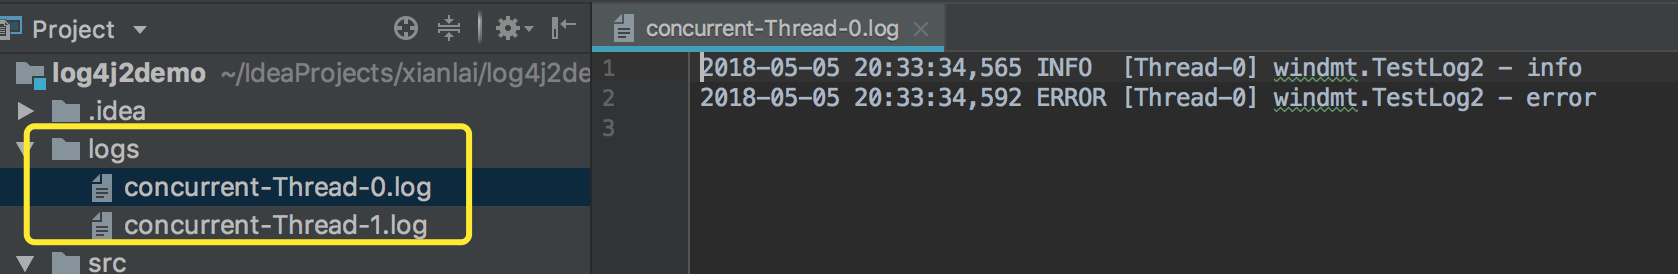 Project
log4j2demo ~/IdeaProjects/xianlai/log4j2de
.idea
logs
concurrent-Thread-0.log
concurrent-Thread-1.log
src
concurrent-Thread-0.log
1 2018-05-05 20:33:34,565 INFO  [Thread-0] windmt.TestLog2 - info
2 2018-05-05 20:33:34,592 ERROR [Thread-0] windmt.TestLog2 - error
3